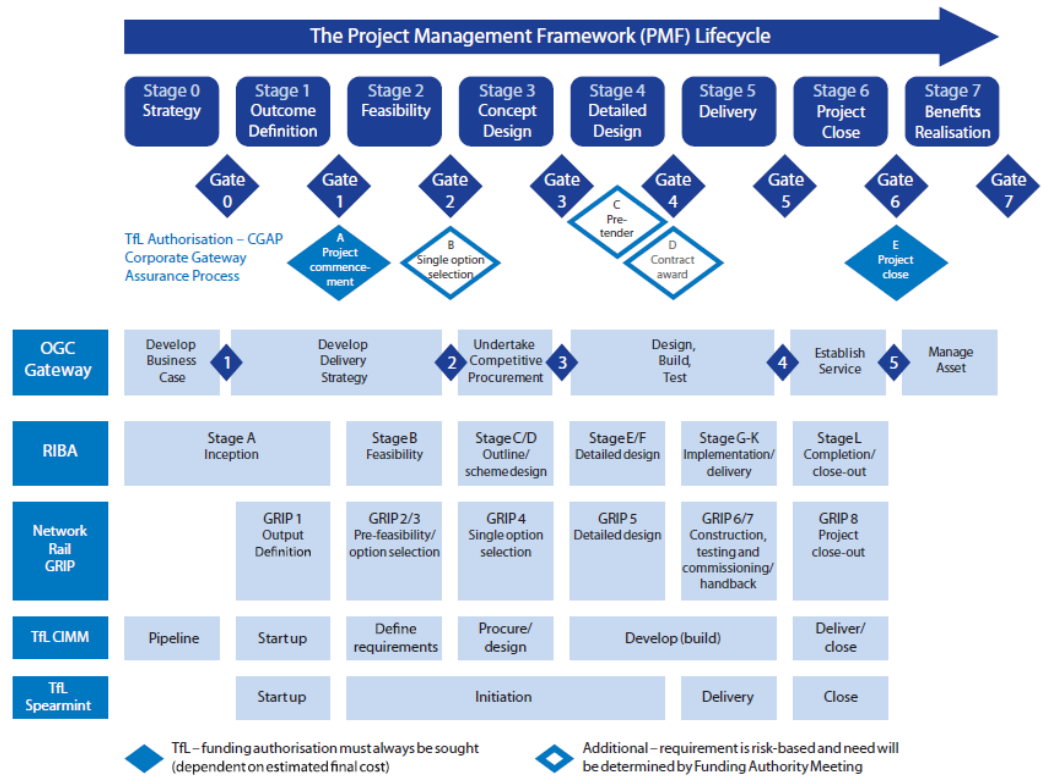 The Project Management Framework (PMF) Lifecycle
Stage 0
Strategy
Stage 1
Outcome
Definition
Stage 2
Feasibility
Stage 3
Concept
Design
Stage 4
Detailed
Design
Stage 5
Delivery
Stage 6
Project
Close
Stage 7
Benefits
Realisation
Gate
0
Gate
1
Gate
2
Gate
3
Gate
4
Gate
5
Gate
6
Gate
7
TfL Authorisation – CGAP
Corporate Gateway
Assurance Process
A
Project
commence-
ment
B
Single option
selection
C
Pre-
tender
D
Contract
award
E
Project
close
OGC
Gateway
Develop
Business
Case
1
Develop
Delivery
Strategy
2
Undertake
Competitive
Procurement
3
Design,
Build,
Test
4
Establish
Service
5
Manage
Asset
RIBA
Stage A
Inception
Stage B
Feasibility
Stage C/D
Outline/
scheme design
Stage E/F
Detailed design
Stage G-K
Implementation/
delivery
Stage L
Completion/
close-out
Network
Rail
GRIP
GRIP 1
Output
Definition
GRIP 2/3
Pre-feasibility/
option selection
GRIP 4
Single option
selection
GRIP 5
Detailed design
GRIP 6/7
Construction,
testing and
commissioning/
handback
GRIP 8
Project
close-out
TfL CIMM
Pipeline
Start up
Define
requirements
Procure/
design
Develop (build)
Deliver/
close
TfL
Spearmint
Start up
Initiation
Delivery
Close
TfL – funding authorisation must always be sought
(dependent on estimated final cost)
Additional – requirement is risk-based and need will
be determined by Funding Authority Meeting